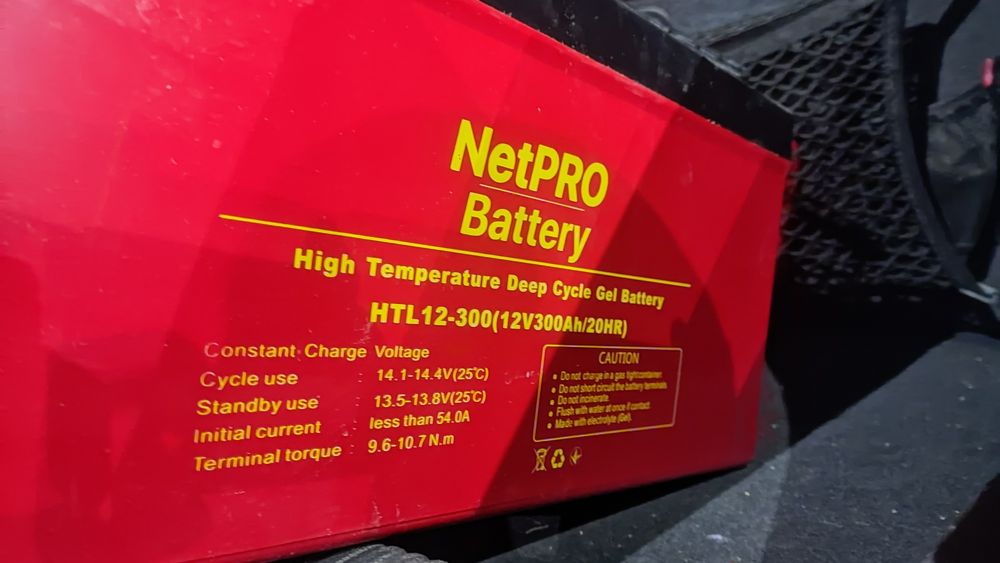 NetPRO
Battery
High Temperature Deep Cycle Gel Battery
HTL12-300(12V300Ah/20HR)
Constant Charge Voltage
Cycle use : 14.1-14.4V(25℃)
Standby use : 13.5-13.8V(25℃)
Initial current : less than 54.0A
Terminal torque : 9.6-10.7 N.m
CAUTION
• Do not charge in a gas tight container.
• Do not short circuit the battery terminals.
• Do not incinerate.
• Flush with water at once if contact.
• Made with electrolyte (Gel).